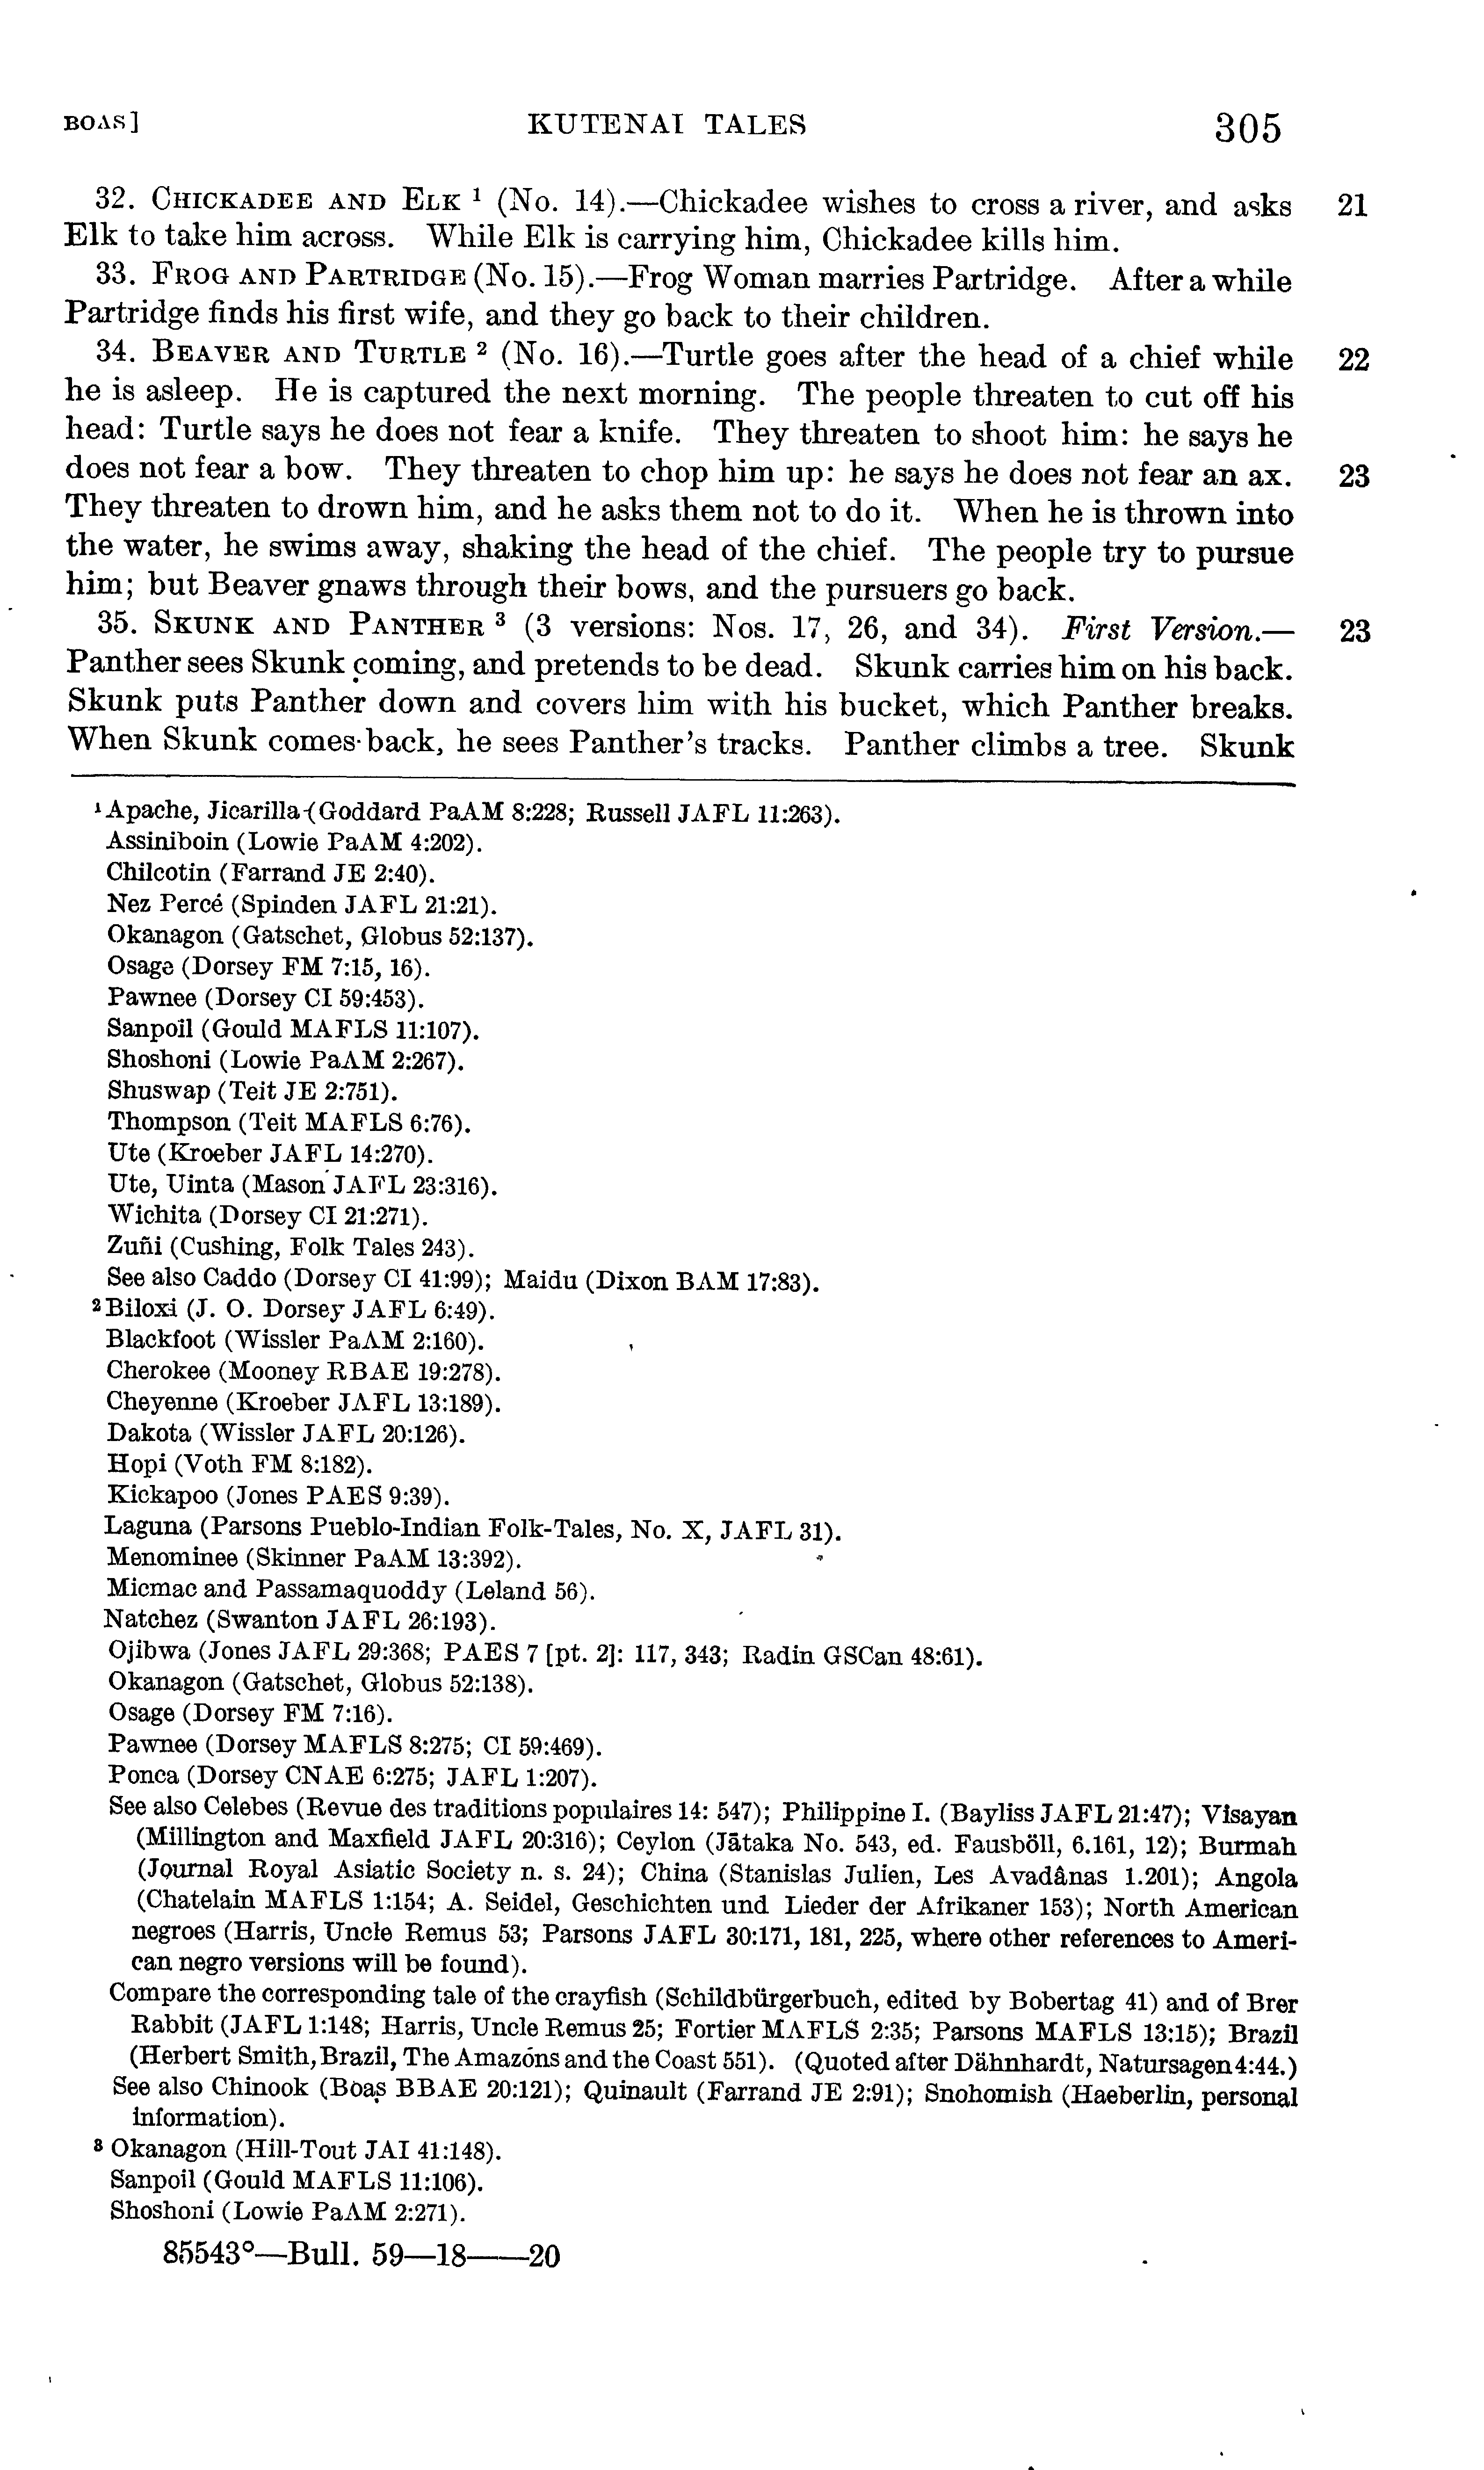 BOAS] KUTENAI TALES 305
32. CHICKADEE AND ELK ¹ (No. 14).—Chickadee wishes to cross a river, and asks 21
Elk to take him across. While Elk is carrying him, Chickadee kills him.
33. FROG AND PARTRIDGE (No. 15).—Frog Woman marries Partridge. After a while
Partridge finds his first wife, and they go back to their children.
34. BEAVER AND TURTLE ² (No. 16).—Turtle goes after the head of a chief while 22
he is asleep. He is captured the next morning. The people threaten to cut off his
head: Turtle says he does not fear a knife. They threaten to shoot him: he says he
does not fear a bow. They threaten to chop him up: he says he does not fear an ax. 23
They threaten to drown him, and he asks them not to do it. When he is thrown into
the water, he swims away, shaking the head of the chief. The people try to pursue
him; but Beaver gnaws through their bows, and the pursuers go back.
35. SKUNK AND PANTHER ³ (3 versions: Nos. 17, 26, and 34). First Version.— 23
Panther sees Skunk coming, and pretends to be dead. Skunk carries him on his back.
Skunk puts Panther down and covers him with his bucket, which Panther breaks.
When Skunk comes back, he sees Panther's tracks. Panther climbs a tree. Skunk
¹ Apache, Jicarilla (Goddard PaAM 8:228; Russell JAFL 11:263).
Assiniboin (Lowie PaAM 4:202).
Chilcotin (Farrand JE 2:40).
Nez Percé (Spinden JAFL 21:21).
Okanagon (Gatschet, Globus 52:137).
Osage (Dorsey FM 7:15, 16).
Pawnee (Dorsey CI 59:453).
Sanpoil (Gould MAFLS 11:107).
Shoshoni (Lowie PaAM 2:267).
Shuswap (Teit JE 2:751).
Thompson (Teit MAFLS 6:76).
Ute (Kroeber JAFL 14:270).
Ute, Uinta (Mason JAFL 23:316).
Wichita (Dorsey CI 21:271).
Zuñi (Cushing, Folk Tales 243).
See also Caddo (Dorsey CI 41:99); Maidu (Dixon BAM 17:83).
² Biloxi (J. O. Dorsey JAFL 6:49).
Blackfoot (Wissler PaAM 2:160).
Cherokee (Mooney RBAE 19:278).
Cheyenne (Kroeber JAFL 13:189).
Dakota (Wissler JAFL 20:126).
Hopi (Voth FM 8:182).
Kickapoo (Jones PAES 9:39).
Laguna (Parsons Pueblo-Indian Folk-Tales, No. X, JAFL 31).
Menominee (Skinner PaAM 13:392).
Micmac and Passamaquoddy (Leland 56).
Natchez (Swanton JAFL 26:193).
Ojibwa (Jones JAFL 29:368; PAES 7 [pt. 2]: 117, 343; Radin GSCan 48:61).
Okanagon (Gatschet, Globus 52:138).
Osage (Dorsey FM 7:16).
Pawnee (Dorsey MAFLS 8:275; CI 59:469).
Ponca (Dorsey CNAE 6:275; JAFL 1:207).
See also Celebes (Revue des traditions populaires 14: 547); Philippine I. (Bayliss JAFL 21:47); Visayan
(Millington and Maxfield JAFL 20:316); Ceylon (Jātaka No. 543, ed. Fausböll, 6.161, 12); Burmah
(Journal Royal Asiatic Society n. s. 24); China (Stanislas Julien, Les Avadânas 1.201); Angola
(Chatelain MAFLS 1:154; A. Seidel, Geschichten und Lieder der Afrikaner 153); North American
negroes (Harris, Uncle Remus 53; Parsons JAFL 30:171, 181, 225, where other references to Ameri-
can negro versions will be found).
Compare the corresponding tale of the crayfish (Schildbürgerbuch, edited by Bobertag 41) and of Brer
Rabbit (JAFL 1:148; Harris, Uncle Remus 25; Fortier MAFLS 2:35; Parsons MAFLS 13:15); Brazil
(Herbert Smith, Brazil, The Amazons and the Coast 551). (Quoted after Dähnhardt, Natursagen 4:44.)
See also Chinook (Boas BBAE 20:121); Quinault (Farrand JE 2:91); Snohomish (Haeberlin, personal
information).
³ Okanagon (Hill-Tout JAI 41:148).
Sanpoil (Gould MAFLS 11:106).
Shoshoni (Lowie PaAM 2:271).
85543°—Bull. 59—18——20